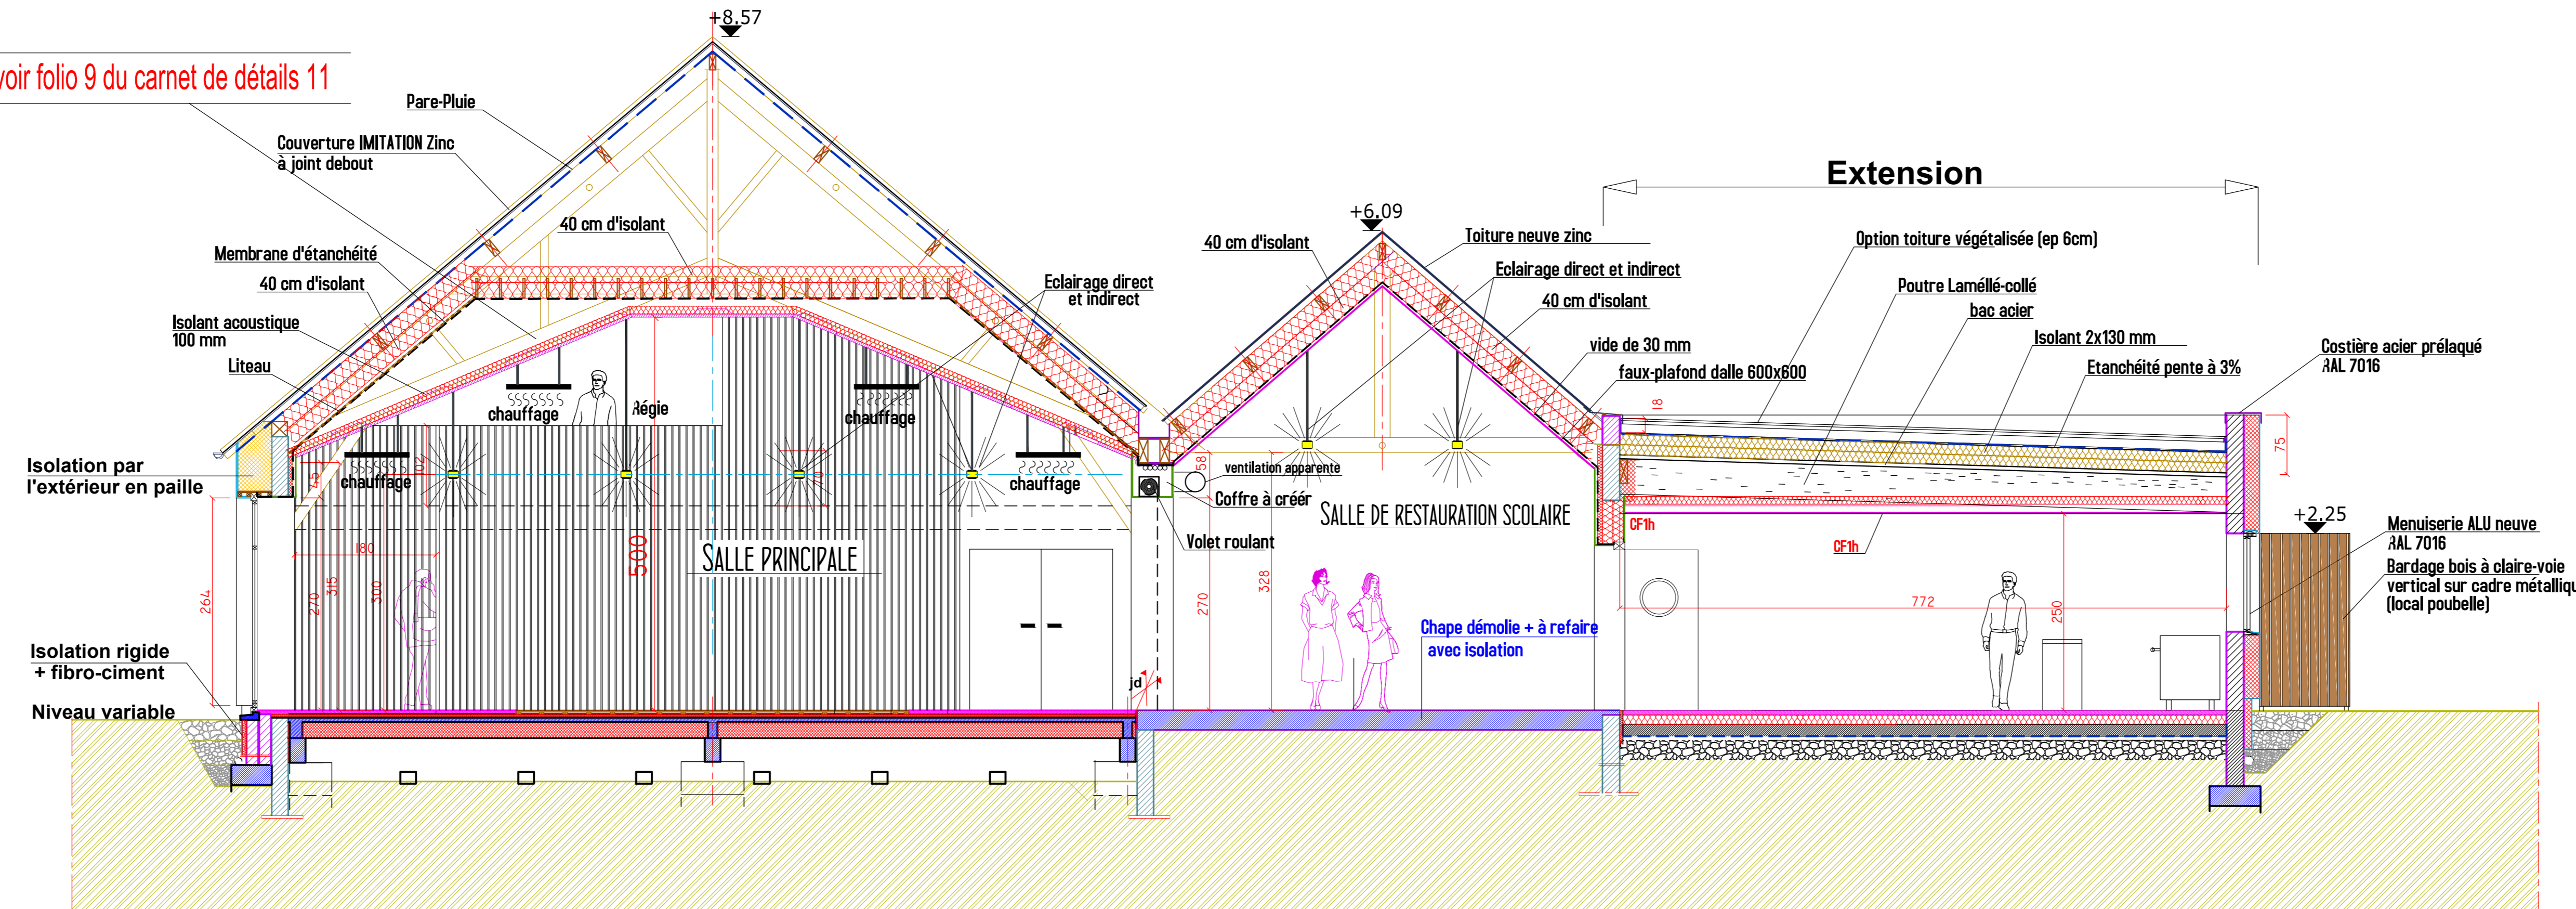 +8.57
voir folio 9 du carnet de détails 11
Pare-Pluie
Couverture IMITATION Zinc
à joint debout
40 cm d'isolant
Membrane d'étanchéité
40 cm d'isolant
Isolant acoustique
100 mm
Liteau
Eclairage direct
et indirect
chauffage
Régie
chauffage
chauffage
chauffage
Isolation par
l'extérieur en paille
102
45
70
180
264
270
315
300
500
SALLE PRINCIPALE
Isolation rigide
+ fibro-ciment
Niveau variable
jd
+6.09
40 cm d'isolant
Toiture neuve zinc
Eclairage direct et indirect
40 cm d'isolant
vide de 30 mm
faux-plafond dalle 600x600
58
ventilation apparente
Coffre à créér
Volet roulant
SALLE DE RESTAURATION SCOLAIRE
270
328
Chape démolie + à refaire
avec isolation
Extension
Option toiture végétalisée (ep 6cm)
Poutre Laméllé-collé
bac acier
Isolant 2x130 mm
Etanchéité pente à 3%
Costière acier prélaqué
RAL 7016
18
75
CF1h
CF1h
772
250
+2.25
Menuiserie ALU neuve
RAL 7016
Bardage bois à claire-voie
vertical sur cadre métalliqu
(local poubelle)